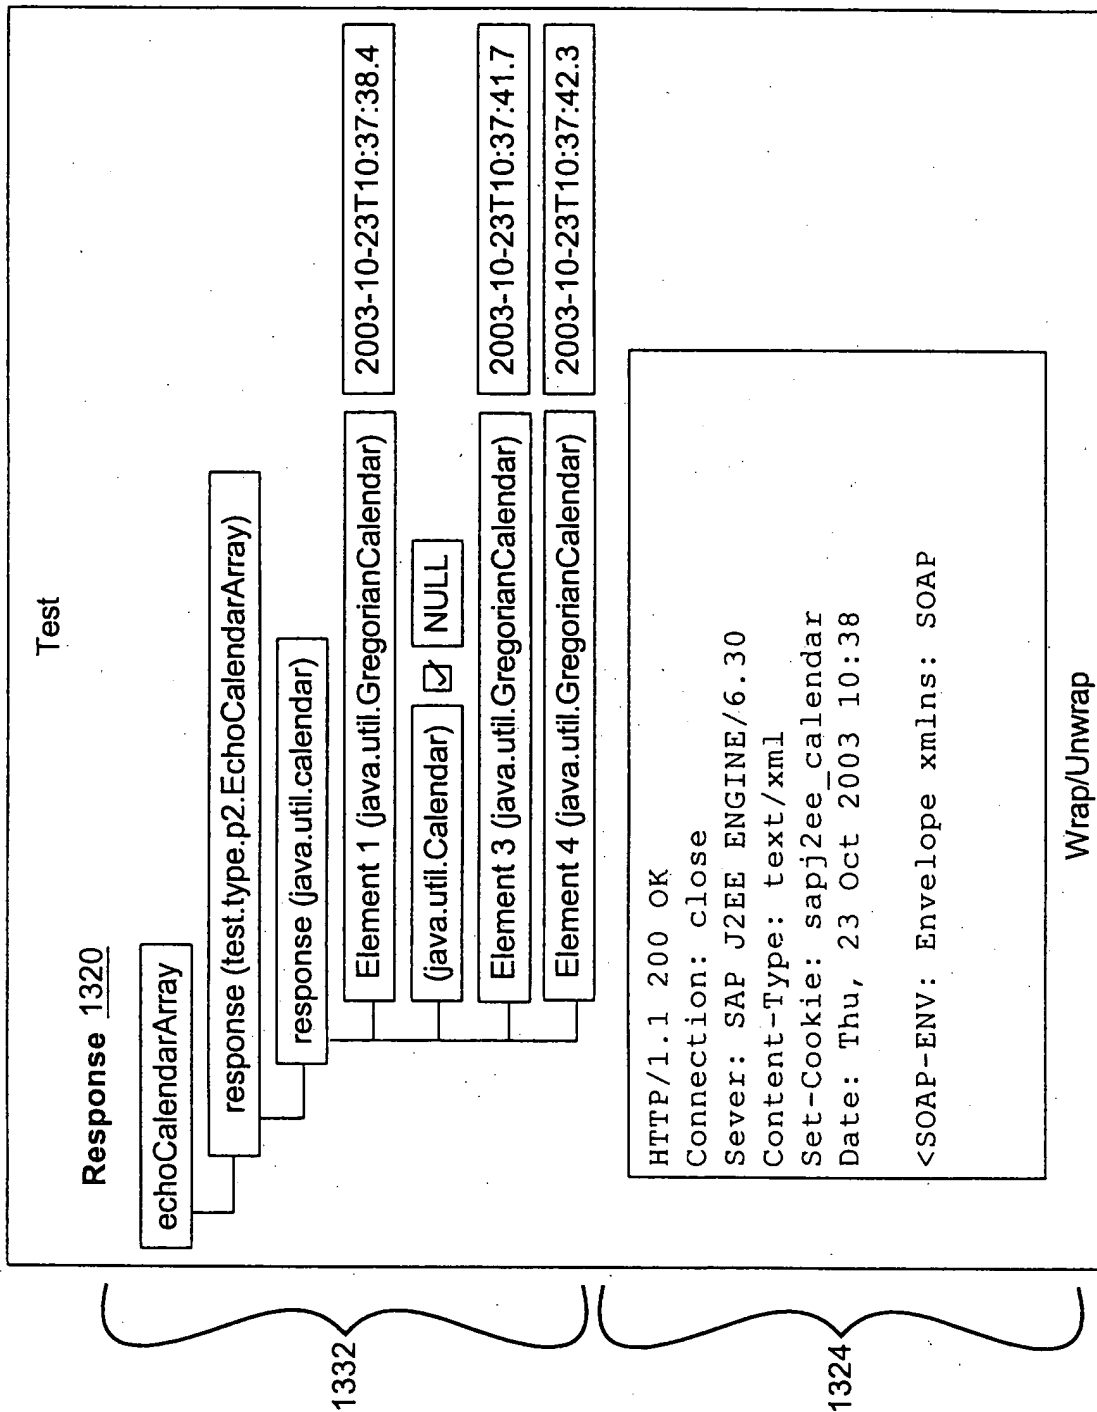 Test
Response 1320
echoCalendarArray
response (test.type.p2.EchoCalendarArray)
response (java.util.calendar)
Element 1 (java.util.GregorianCalendar) 2003-10-23T10:37:38.4
(java.util.Calendar) NULL
Element 3 (java.util.GregorianCalendar) 2003-10-23T10:37:41.7
Element 4 (java.util.GregorianCalendar) 2003-10-23T10:37:42.3
1332
HTTP/1.1 200 OK
Connection: close
Sever: SAP J2EE ENGINE/6.30
Content-Type: text/xml
Set-Cookie: sapj2ee_calendar
Date: Thu, 23 Oct 2003 10:38
<SOAP-ENV: Envelope xmlns: SOAP
1324
Wrap/Unwrap